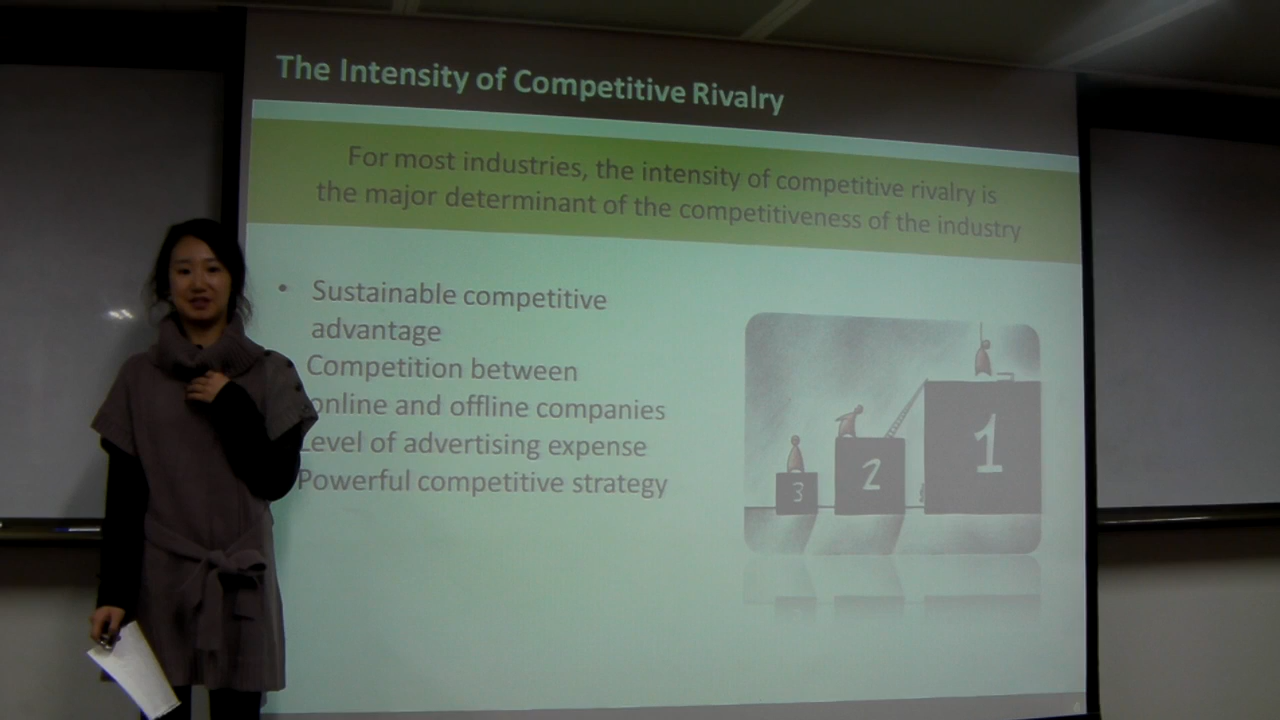 The Intensity of Competitive Rivalry
For most industries, the intensity of competitive rivalry is
the major determinant of the competitiveness of the industry
• Sustainable competitive
advantage
Competition between
online and offline companies
Level of advertising expense
Powerful competitive strategy
3
2
1